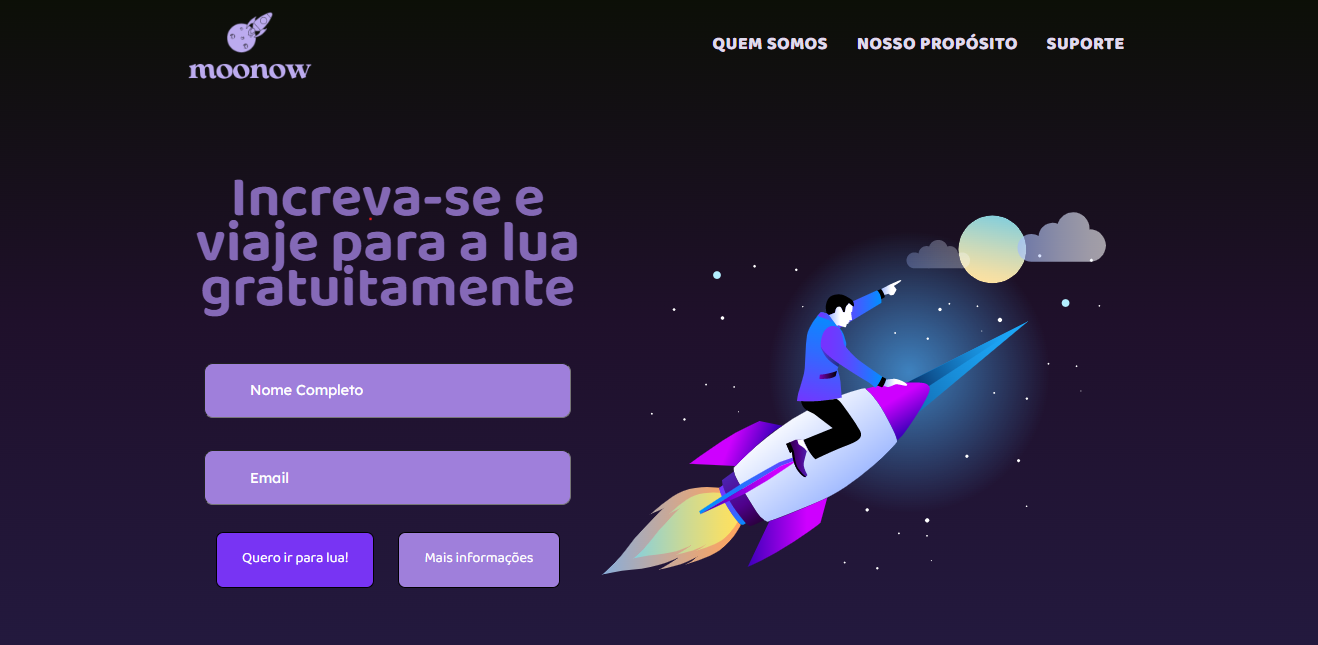 moonow
QUEM SOMOS
NOSSO PROPÓSITO
SUPORTE
Increva-se e
viaje para a lua
gratuitamente
Nome Completo
Email
Quero ir para lua!
Mais informações